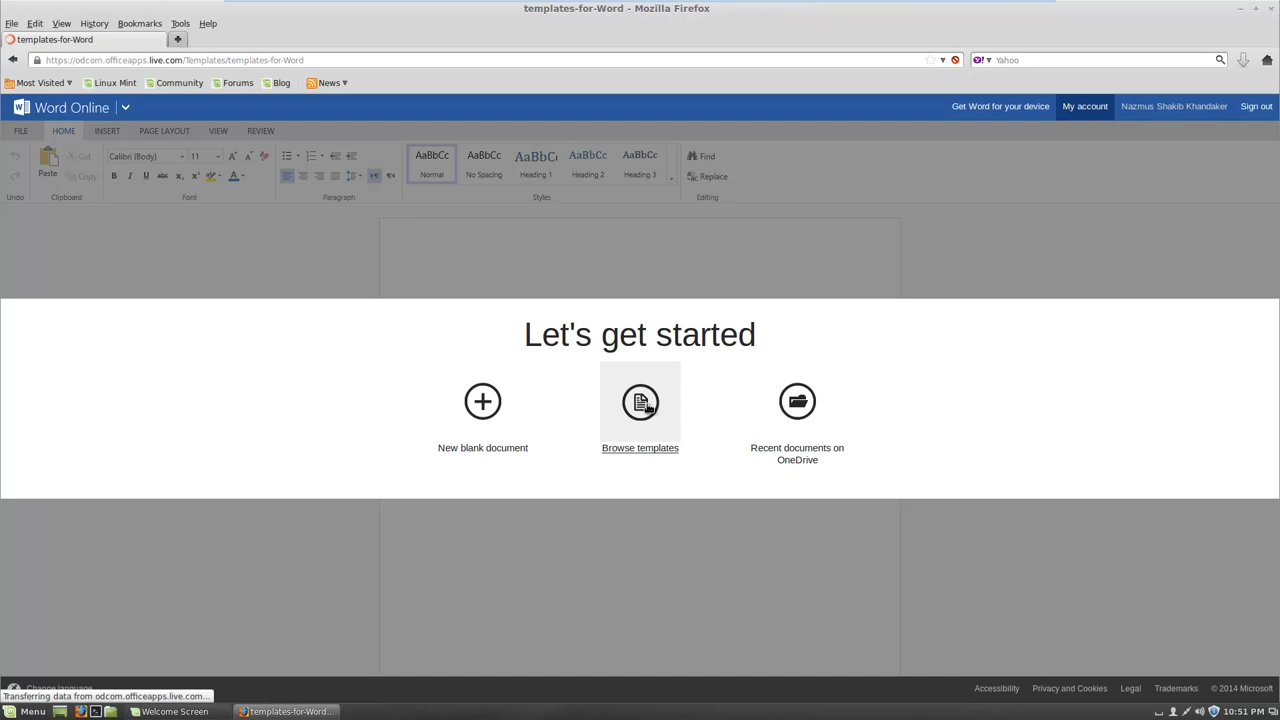 templates-for-Word - Mozilla Firefox
File Edit View History Bookmarks Tools Help
templates-for-Word
https://odcom.officeapps.live.com/Templates/templates-for-Word
Yahoo
Most Visited Linux Mint Community Forums Blog News
Word Online Get Word for your device My account Nazmus Shakib Khandaker Sign out
FILE HOME INSERT PAGE LAYOUT VIEW REVIEW
Paste Cut Copy
Calibri (Body) 11
AaBbCc AaBbCc AaBbC AaBbCc AaBbCc
Normal No Spacing Heading 1 Heading 2 Heading 3
Find
Replace
Undo Clipboard Font Paragraph Styles Editing
Let's get started
New blank document
Browse templates
Recent documents on
OneDrive
Change language
Accessibility Privacy and Cookies Legal Trademarks © 2014 Microsoft
Transferring data from odcom.officeapps.live.com...
Menu Welcome Screen templates-for-Word... 10:51 PM